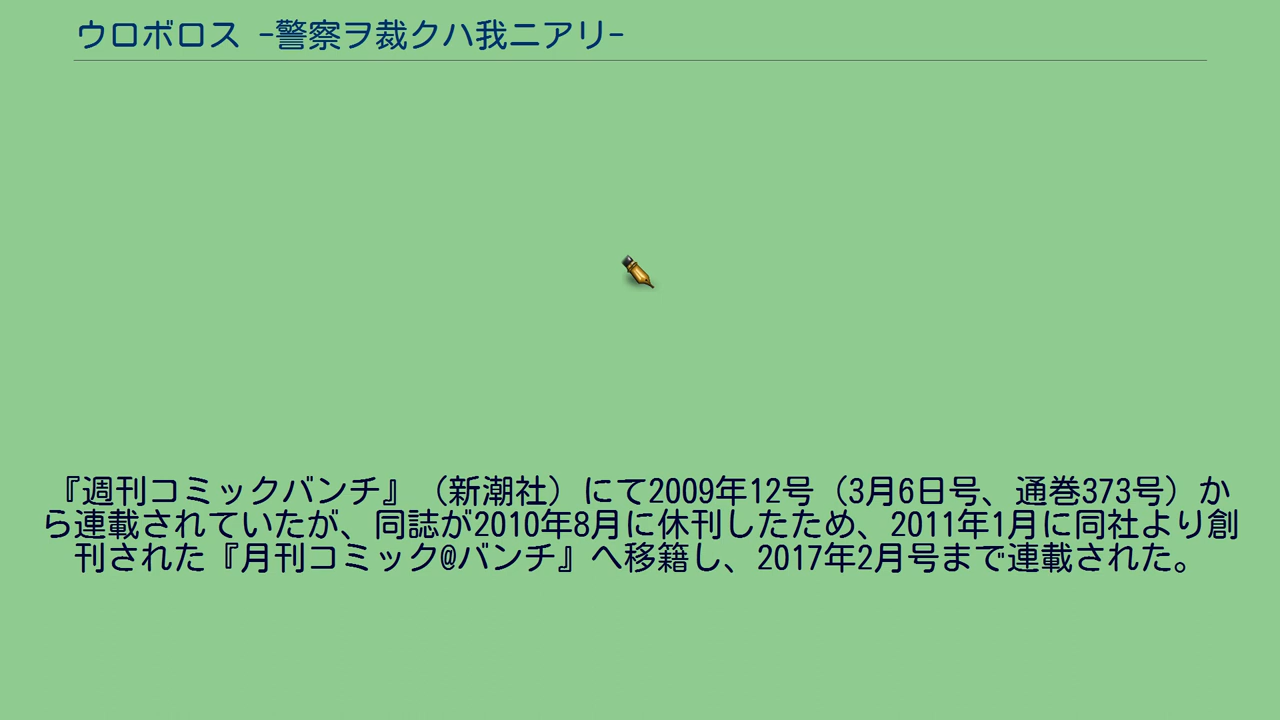 ウロボロス -警察ヲ裁クハ我ニアリ-
『週刊コミックバンチ』（新潮社）にて2009年12号（3月6日号、通巻373号）か
ら連載されていたが、同誌が2010年8月に休刊したため、2011年1月に同社より創
刊された『月刊コミック@バンチ』へ移籍し、2017年2月号まで連載された。